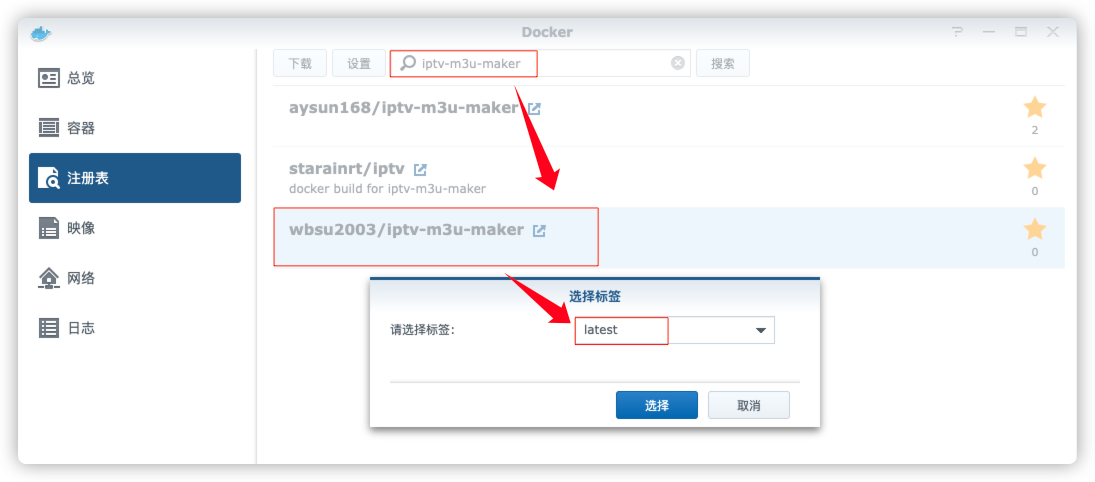 Docker
总览
容器
注册表
映像
网络
日志
下载 设置 iptv-m3u-maker 搜索
aysun168/iptv-m3u-maker
2
starainrt/iptv
docker build for iptv-m3u-maker
0
wbsu2003/iptv-m3u-maker
0
选择标签
请选择标签: latest
选择 取消